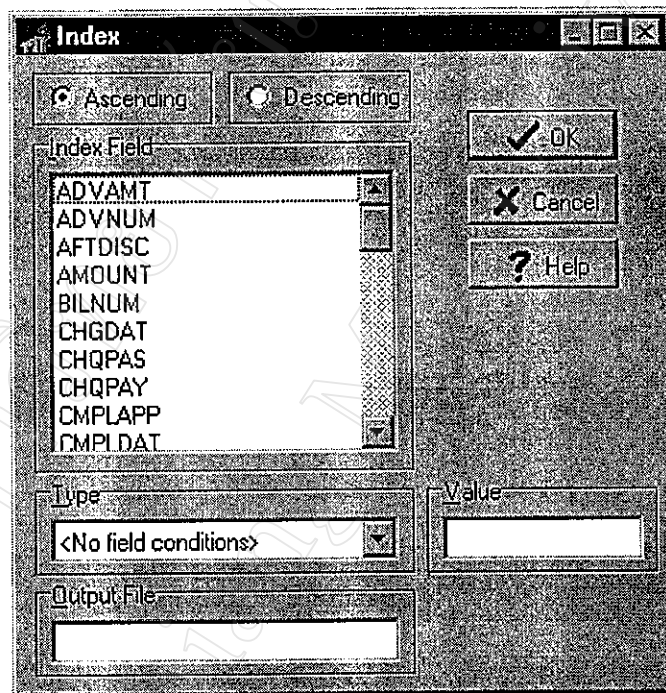 Index
Ascending Descending
OK
Index Field
ADVAMT
ADVNUM
AFTDISC
AMOUNT
BILNUM
CHGDAT
CHQPAS
CHQPAY
CMPLAPP
CMPLDAT
Cancel
? Help
Type
<No field conditions>
Value
Output File